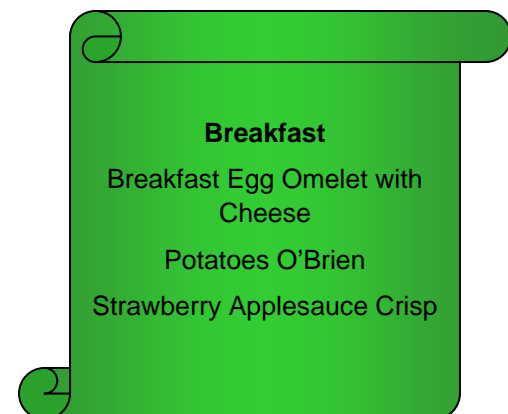 Breakfast
Breakfast Egg Omelet with
Cheese
Potatoes O’Brien
Strawberry Applesauce Crisp